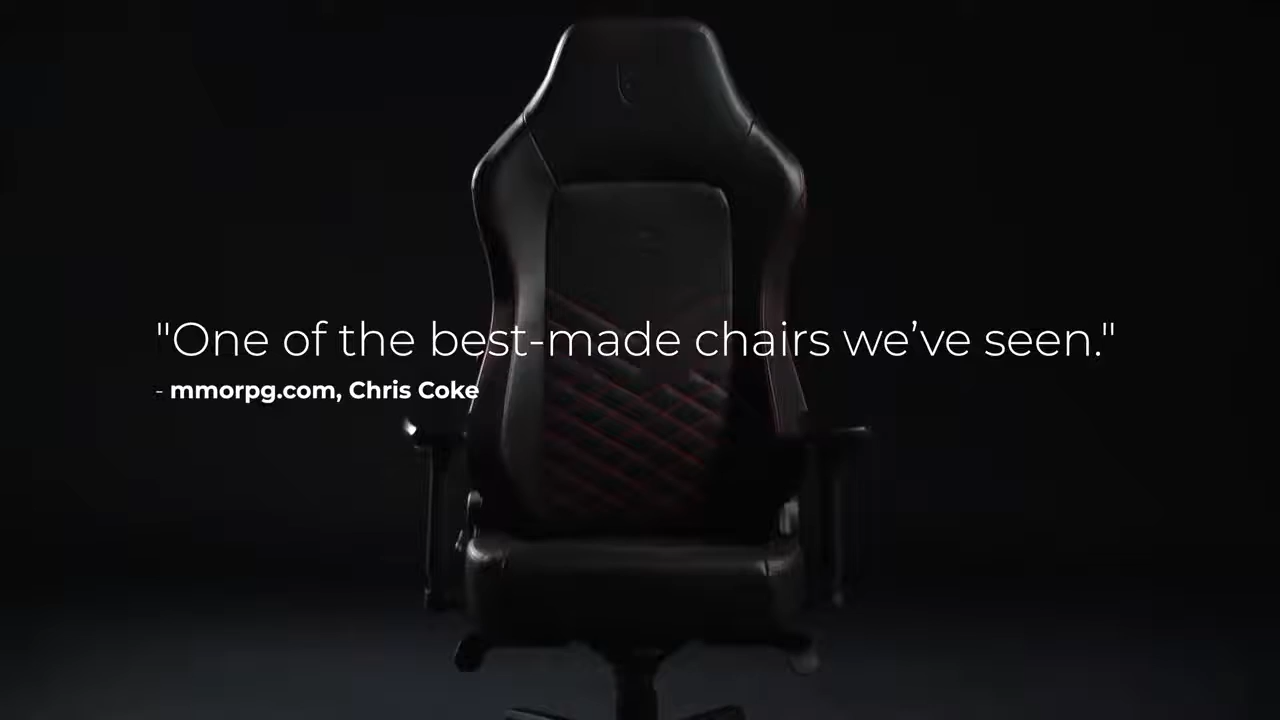 "One of the best-made chairs we’ve seen."
- mmorpg.com, Chris Coke